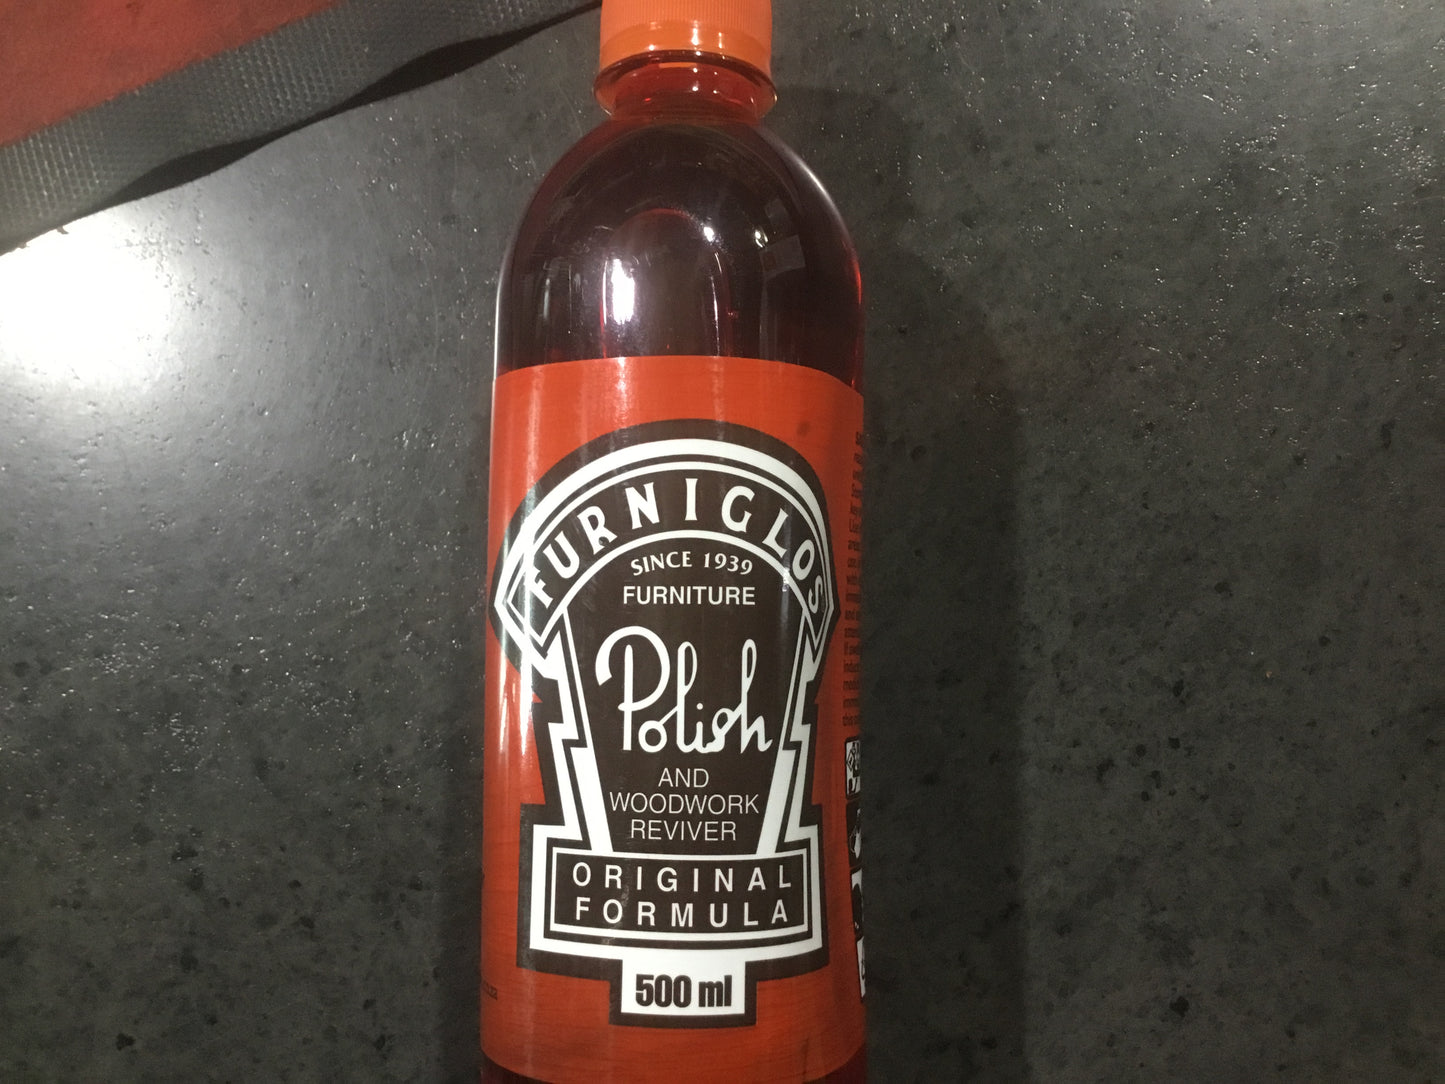 FURNIGLOS
SINCE 1939
FURNITURE
Polish
AND
WOODWORK
REVIVER
ORIGINAL
FORMULA
500 ml